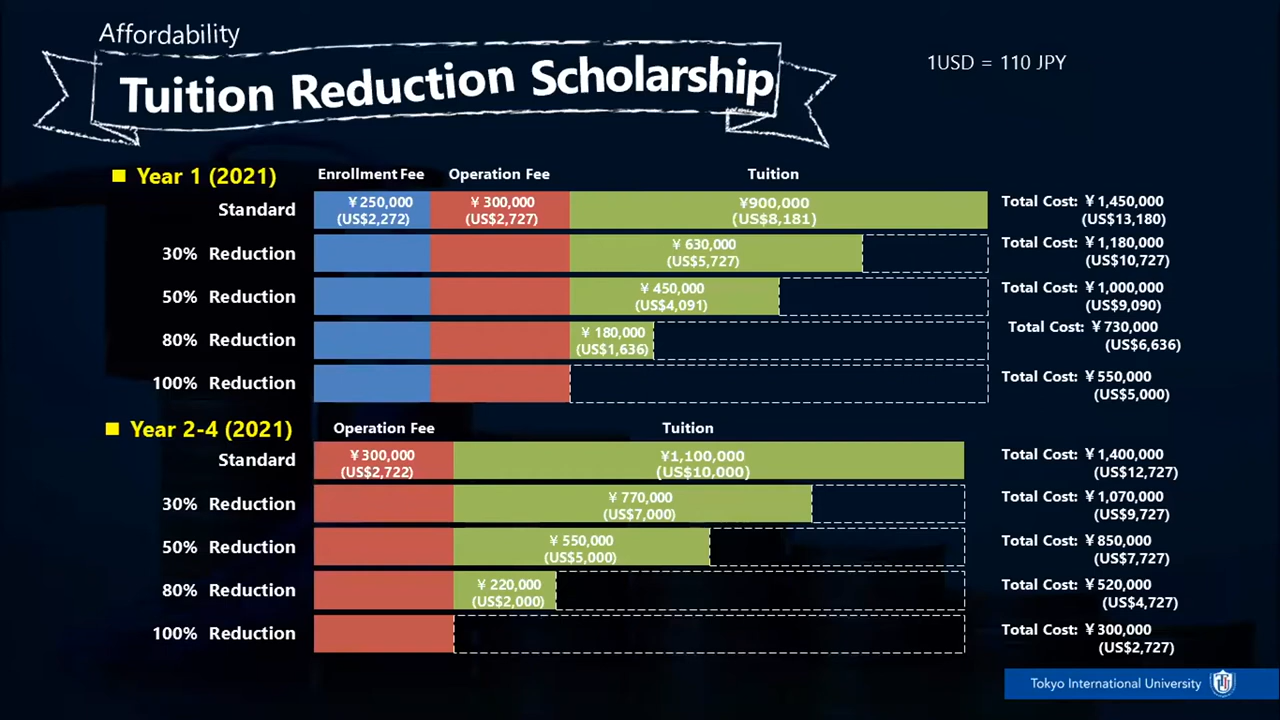 Affordability
Tuition Reduction Scholarship
1USD = 110 JPY
■ Year 1 (2021) Enrollment Fee Operation Fee Tuition
Standard ¥250,000 ¥300,000 ¥900,000 Total Cost: ¥1,450,000
(US$2,272) (US$2,727) (US$8,181) (US$13,180)
30% Reduction ¥630,000 Total Cost: ¥1,180,000
(US$5,727) (US$10,727)
50% Reduction ¥450,000 Total Cost: ¥1,000,000
(US$4,091) (US$9,090)
80% Reduction ¥180,000 Total Cost: ¥730,000
(US$1,636) (US$6,636)
100% Reduction Total Cost: ¥550,000
(US$5,000)
■ Year 2-4 (2021) Operation Fee Tuition
Standard ¥300,000 ¥1,100,000 Total Cost: ¥1,400,000
(US$2,722) (US$10,000) (US$12,727)
30% Reduction ¥770,000 Total Cost: ¥1,070,000
(US$7,000) (US$9,727)
50% Reduction ¥550,000 Total Cost: ¥850,000
(US$5,000) (US$7,727)
80% Reduction ¥220,000 Total Cost: ¥520,000
(US$2,000) (US$4,727)
100% Reduction Total Cost: ¥300,000
(US$2,727)
Tokyo International University